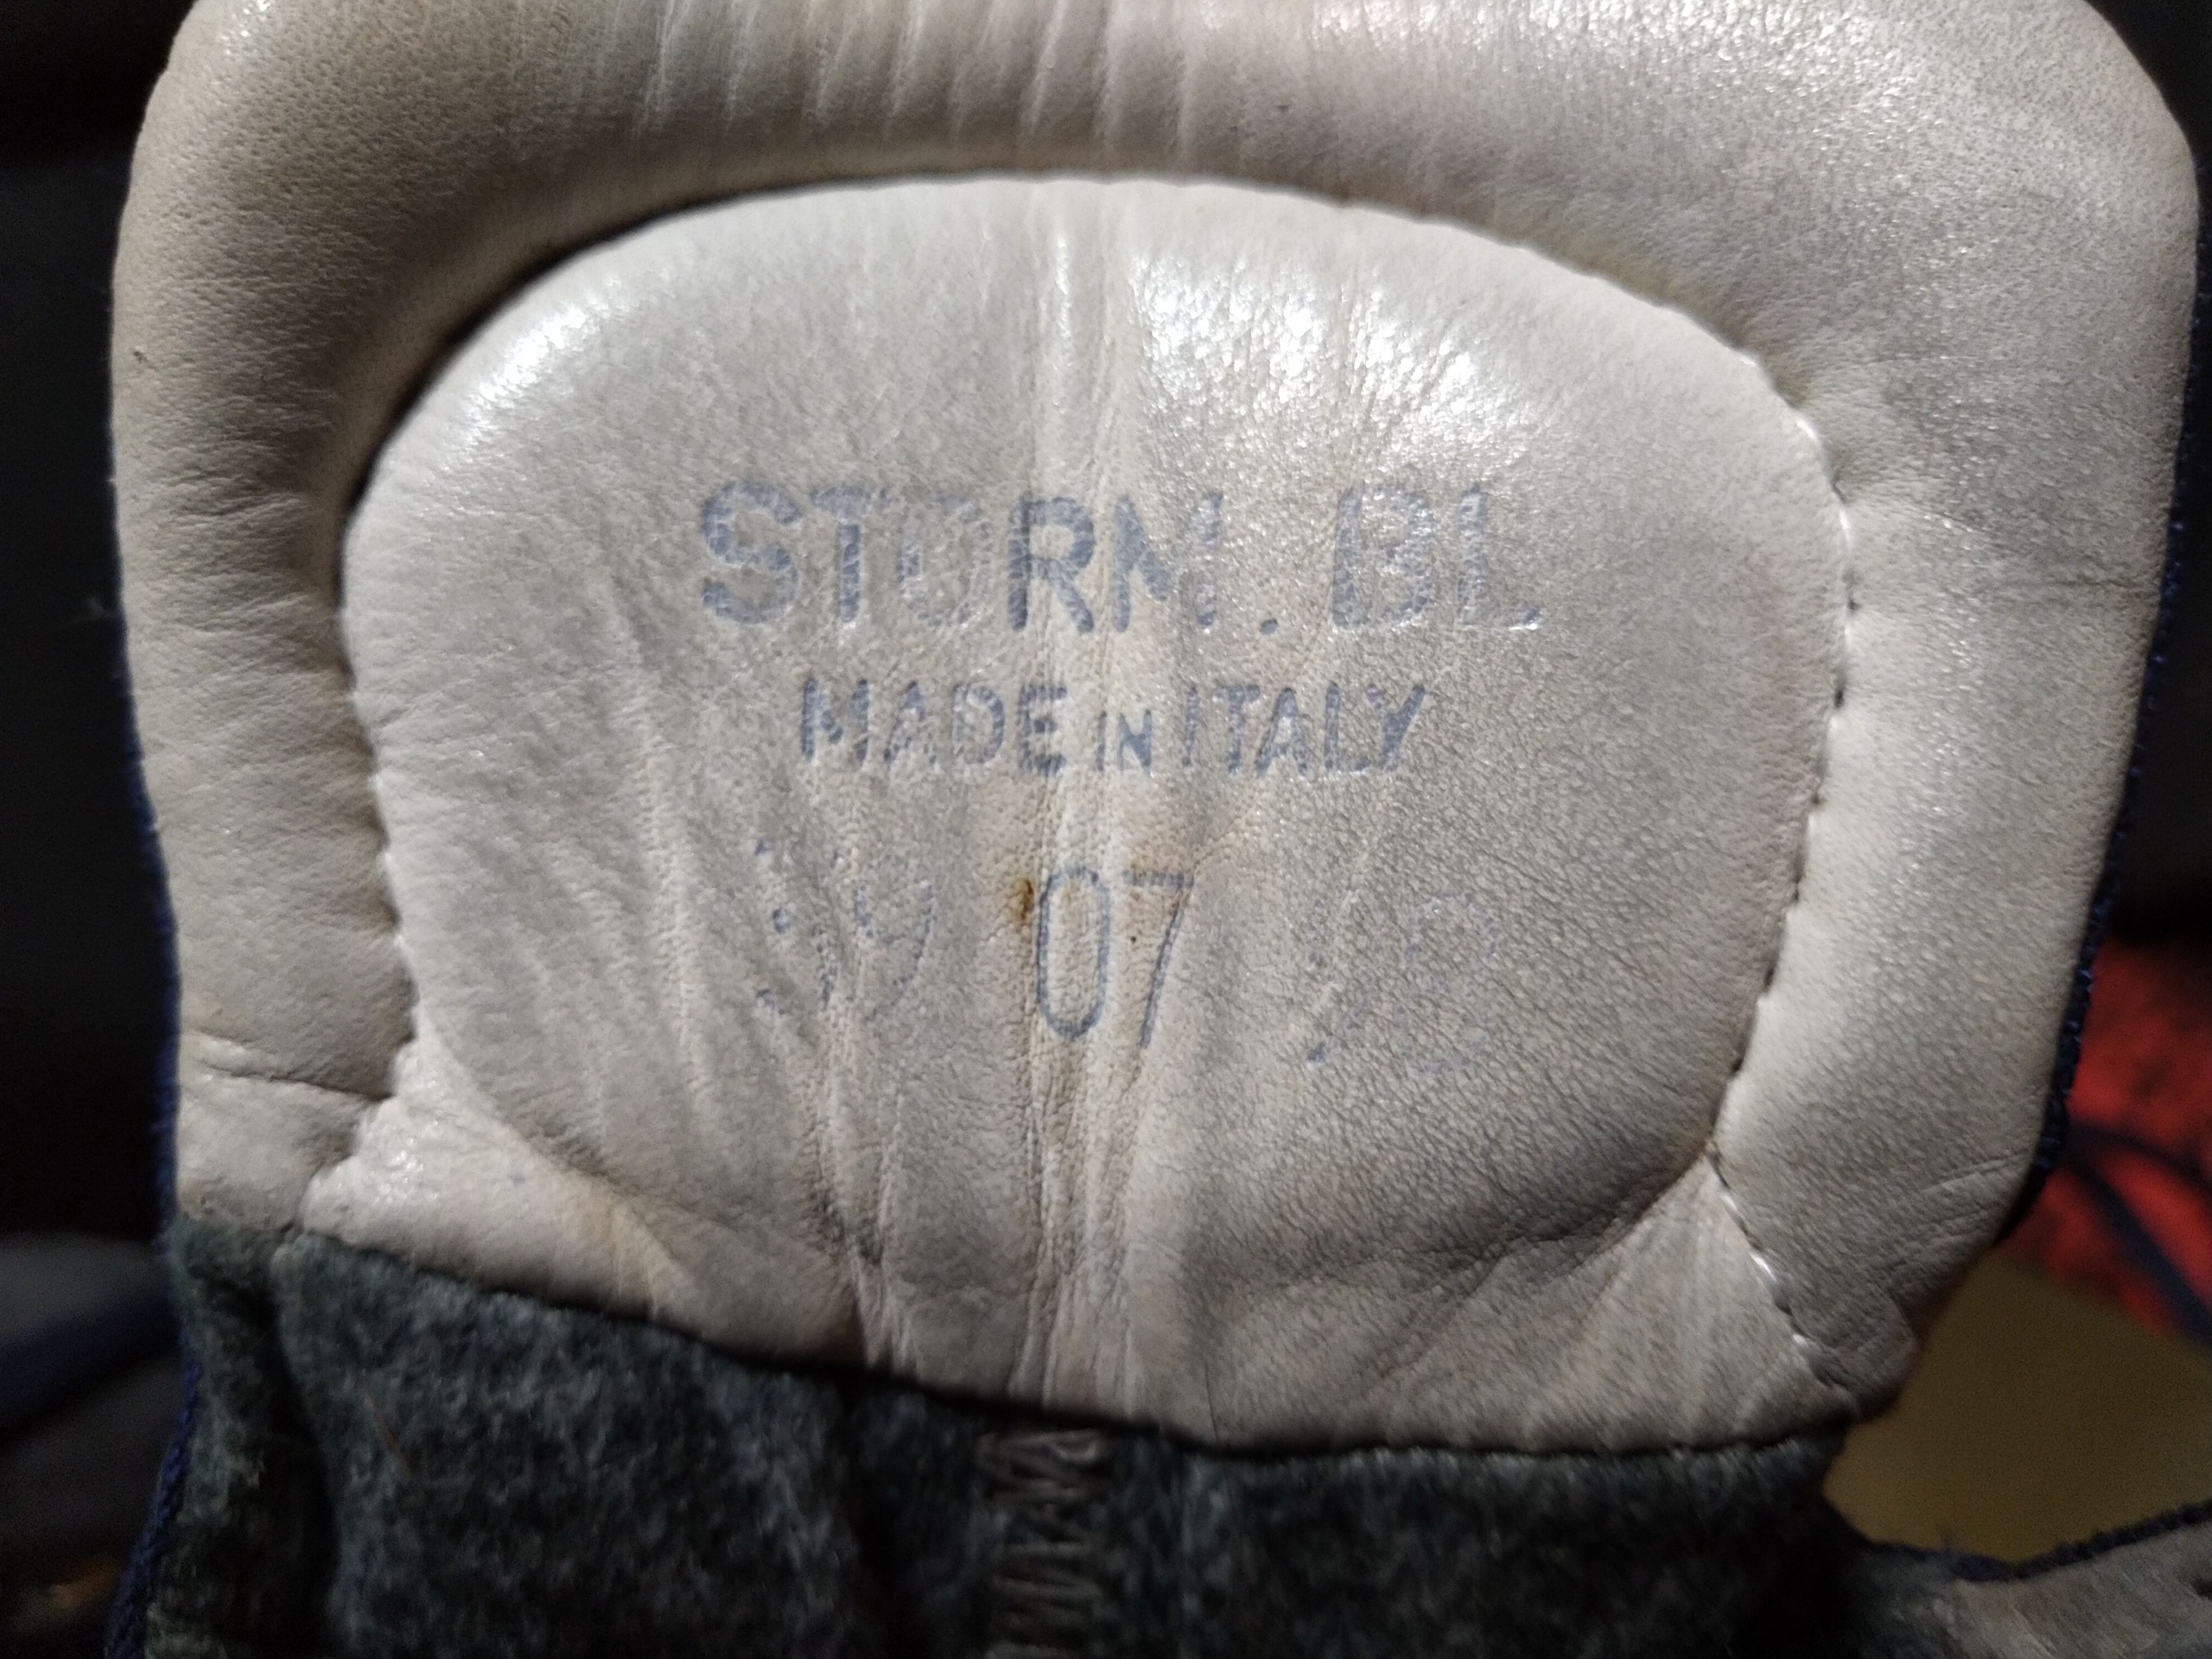 STORM. BL
MADE IN ITALY
07